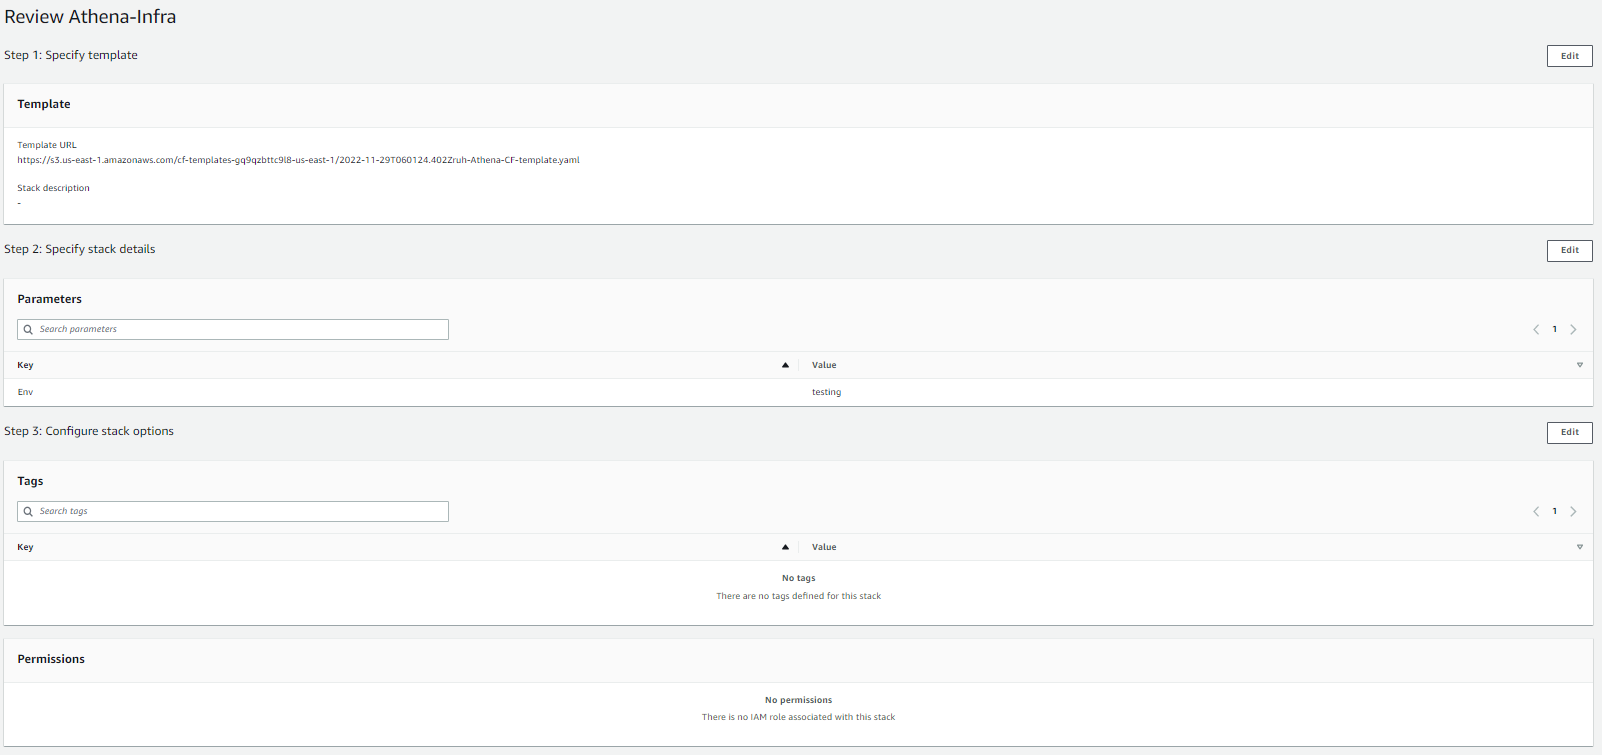 Review Athena-Infra
Step 1: Specify template
Edit
Template
Template URL
https://s3.us-east-1.amazonaws.com/cf-templates-gq9qzbttc9l8-us-east-1/2022-11-29T060124.402Zruh-Athena-CF-template.yaml
Stack description
-
Step 2: Specify stack details
Edit
Parameters
Search parameters
1
Key Value
Env testing
Step 3: Configure stack options
Edit
Tags
Search tags
1
Key Value
No tags
There are no tags defined for this stack
Permissions
No permissions
There is no IAM role associated with this stack